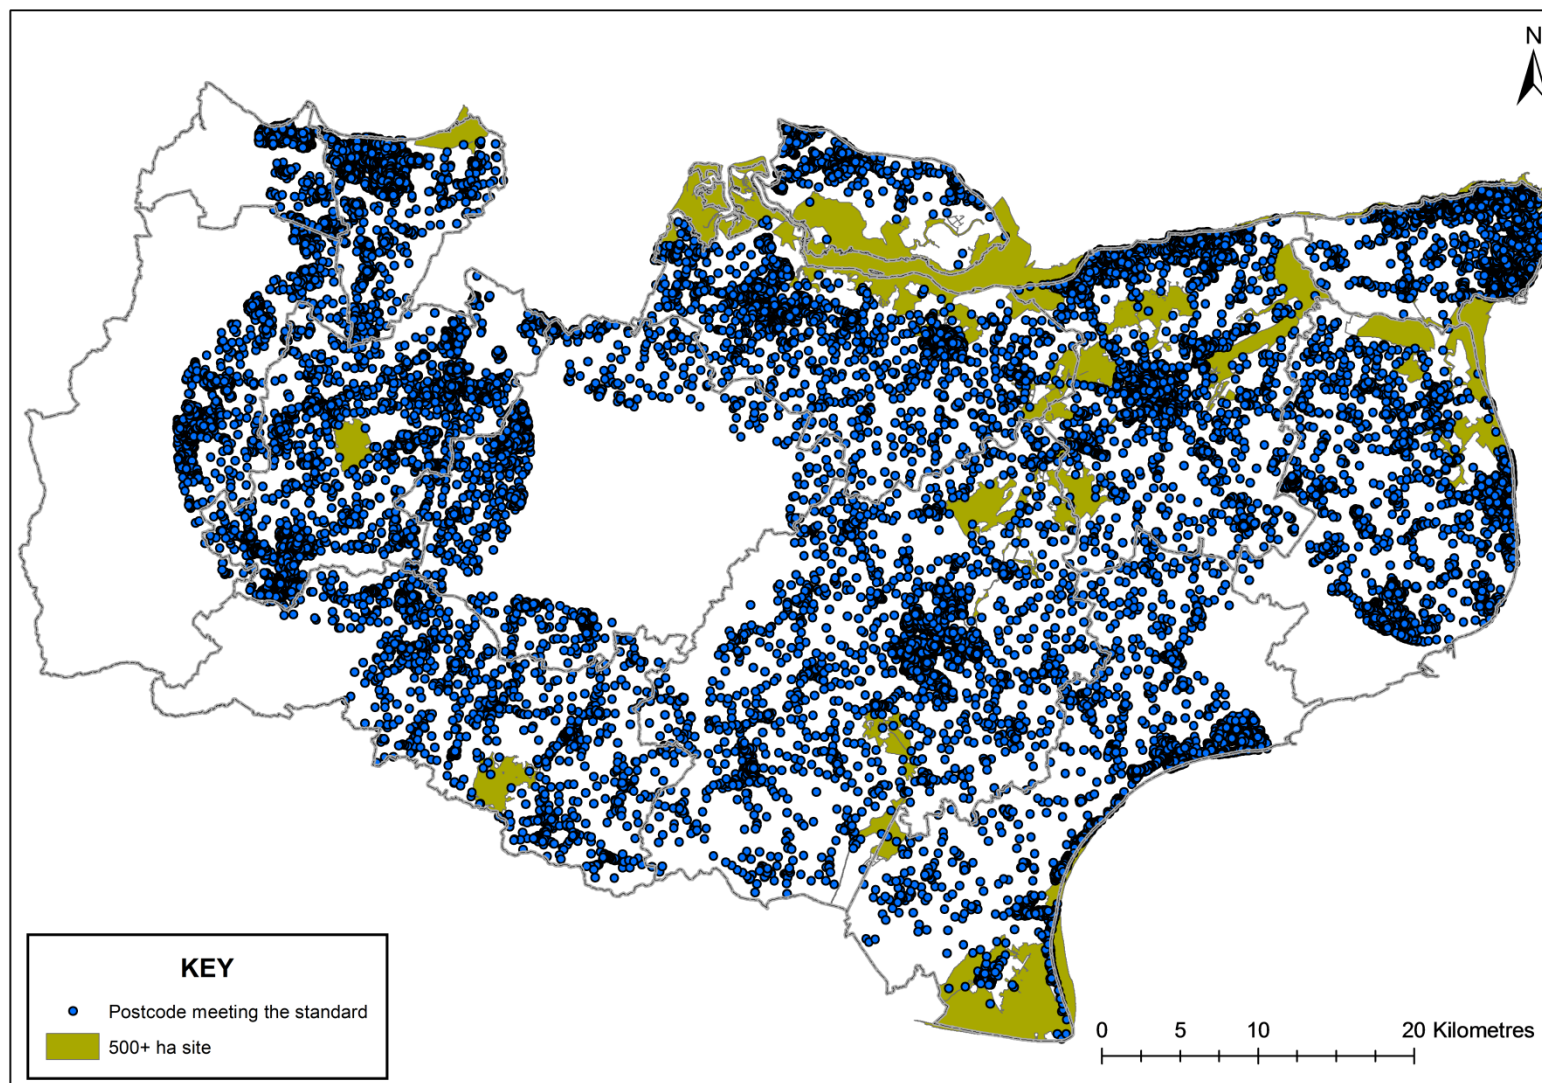 N
KEY
Postcode meeting the standard
500+ ha site
0 5 10 20 Kilometres